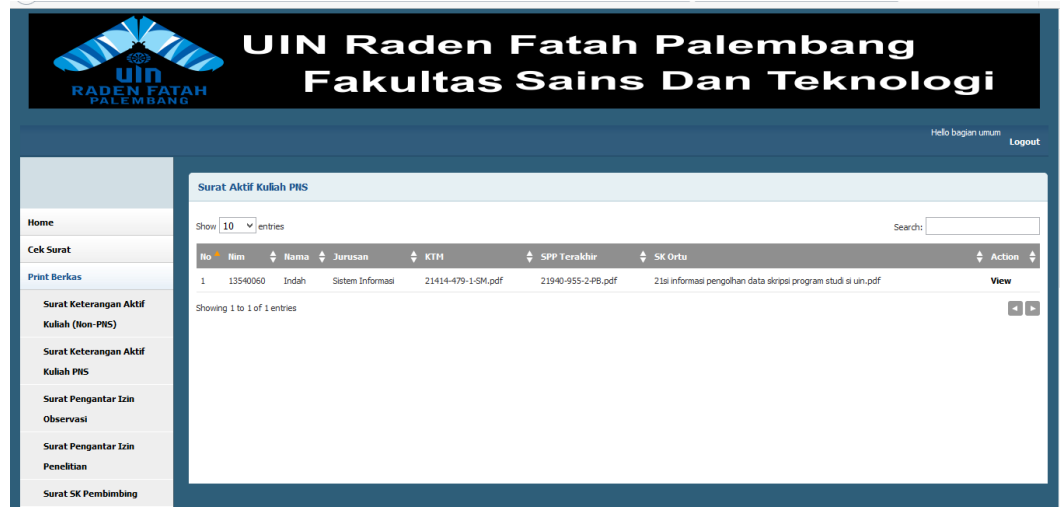 uin
RADEN FATAH
PALEMBANG
UIN Raden Fatah Palembang
Fakultas Sains Dan Teknologi
Hello bagian umum
Logout
Home
Cek Surat
Print Berkas
Surat Keterangan Aktif
Kuliah (Non-PNS)
Surat Keterangan Aktif
Kuliah PNS
Surat Pengantar Izin
Observasi
Surat Pengantar Izin
Penelitian
Surat SK Pembimbing
Surat Aktif Kuliah PNS
Show 10 entries
Search:
No Nim Nama Jurusan KTM SPP Terakhir SK Ortu Action
1 13540060 Indah Sistem Informasi 21414-479-1-SM.pdf 21940-955-2-PB.pdf 21si informasi pengolhan data skripsi program studi si uin.pdf View
Showing 1 to 1 of 1 entries